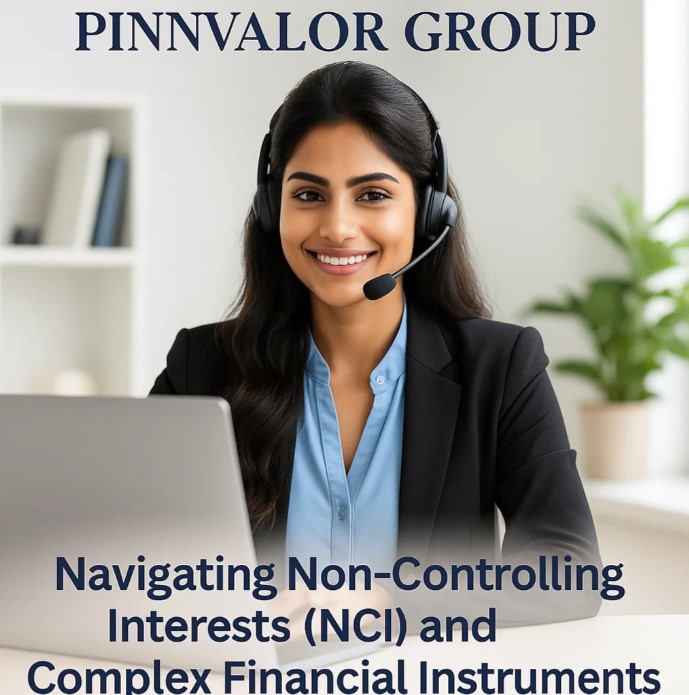 PINNVALOR GROUP
Navigating Non-Controlling
Interests (NCI) and
Complex Financial Instruments